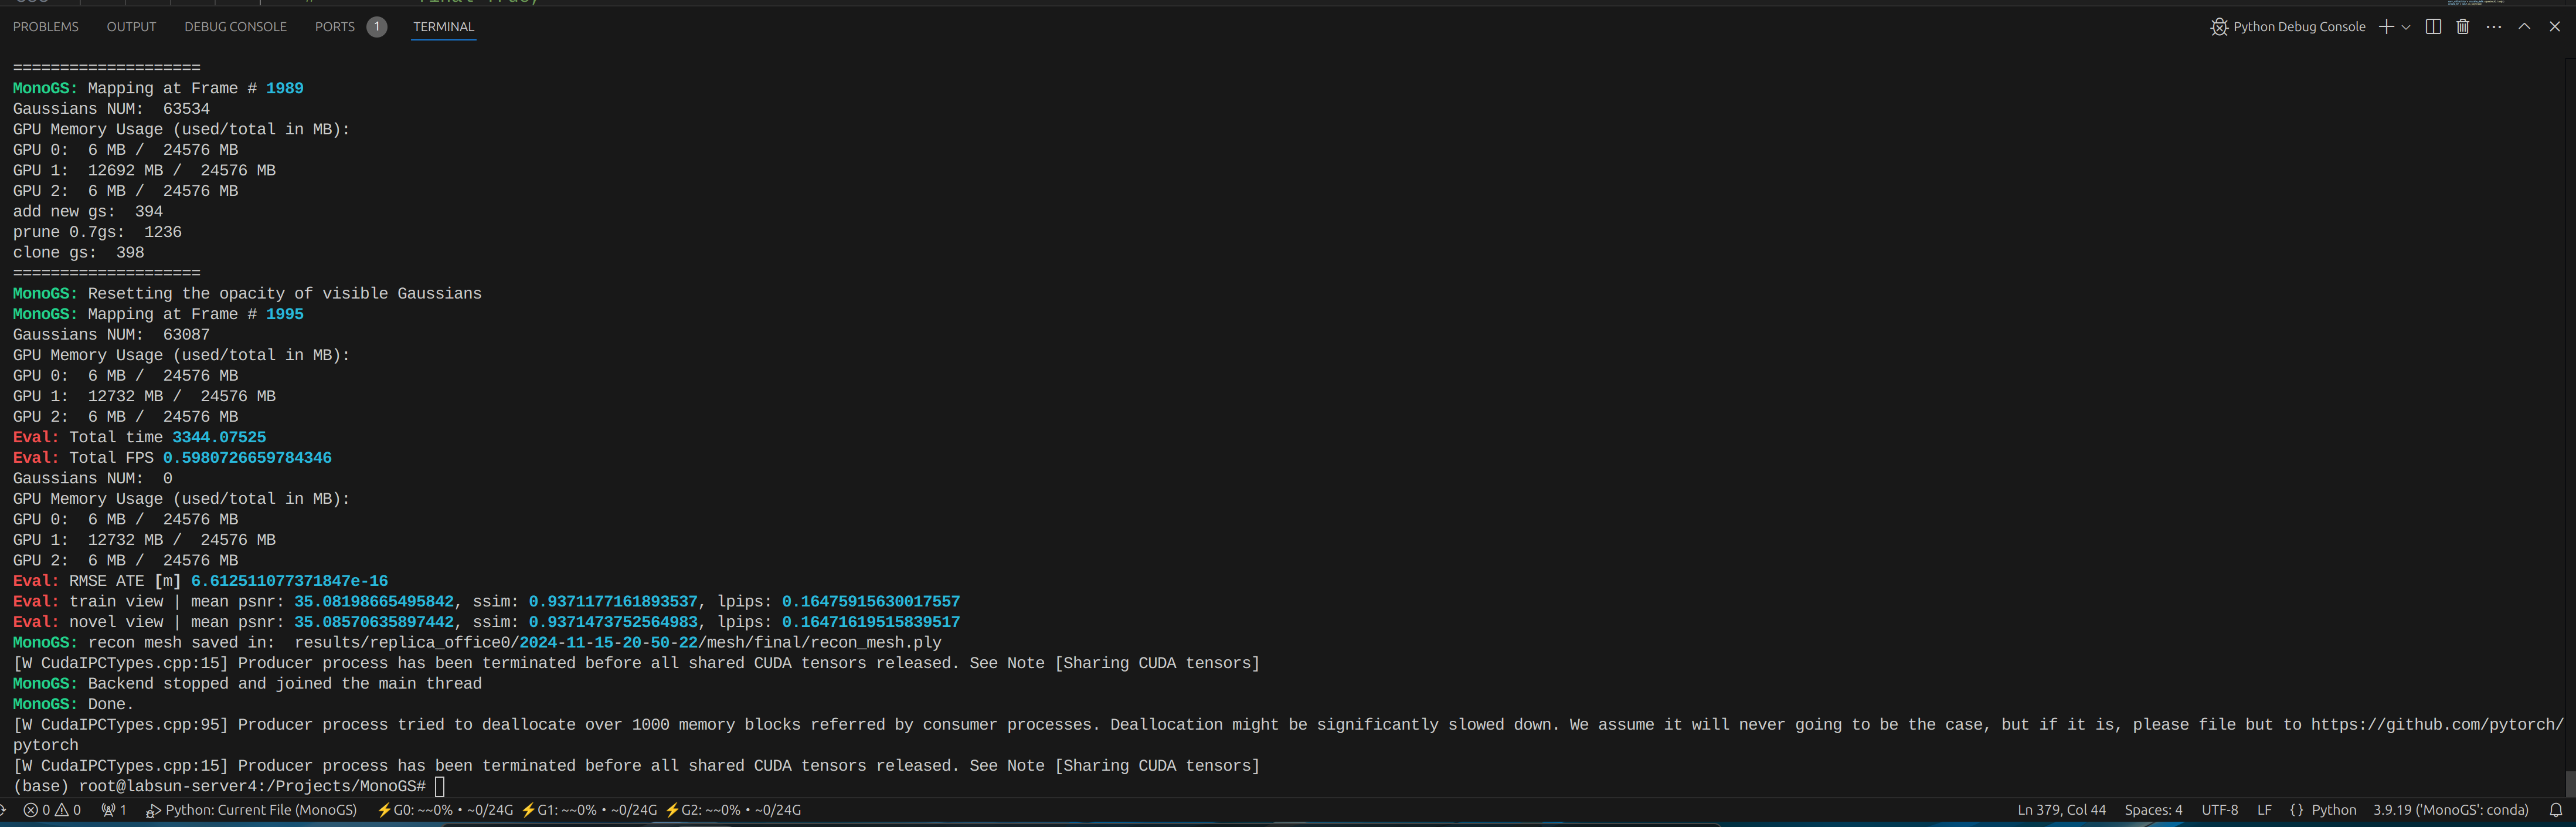 PROBLEMS OUTPUT DEBUG CONSOLE PORTS 1 TERMINAL Python Debug Console
====================
MonoGS: Mapping at Frame # 1989
Gaussians NUM:  63534
GPU Memory Usage (used/total in MB):
GPU 0:  6 MB /  24576 MB
GPU 1:  12692 MB /  24576 MB
GPU 2:  6 MB /  24576 MB
add new gs:  394
prune 0.7gs:  1236
clone gs:  398
====================
MonoGS: Resetting the opacity of visible Gaussians
MonoGS: Mapping at Frame # 1995
Gaussians NUM:  63087
GPU Memory Usage (used/total in MB):
GPU 0:  6 MB /  24576 MB
GPU 1:  12732 MB /  24576 MB
GPU 2:  6 MB /  24576 MB
Eval: Total time 3344.07525
Eval: Total FPS 0.5980726659784346
Gaussians NUM:  0
GPU Memory Usage (used/total in MB):
GPU 0:  6 MB /  24576 MB
GPU 1:  12732 MB /  24576 MB
GPU 2:  6 MB /  24576 MB
Eval: RMSE ATE [m] 6.612511077371847e-16
Eval: train view | mean psnr: 35.08198665495842, ssim: 0.9371177161893537, lpips: 0.16475915630017557
Eval: novel view | mean psnr: 35.08570635897442, ssim: 0.9371473752564983, lpips: 0.16471619515839517
MonoGS: recon mesh saved in:  results/replica_office0/2024-11-15-20-50-22/mesh/final/recon_mesh.ply
[W CudaIPCTypes.cpp:15] Producer process has been terminated before all shared CUDA tensors released. See Note [Sharing CUDA tensors]
MonoGS: Backend stopped and joined the main thread
MonoGS: Done.
[W CudaIPCTypes.cpp:95] Producer process tried to deallocate over 1000 memory blocks referred by consumer processes. Deallocation might be significantly slowed down. We assume it will never going to be the case, but if it is, please file but to https://github.com/pytorch/
pytorch
[W CudaIPCTypes.cpp:15] Producer process has been terminated before all shared CUDA tensors released. See Note [Sharing CUDA tensors]
(base) root@labsun-server4:/Projects/MonoGS#
0 0 1 Python: Current File (MonoGS) ⚡G0: ~~0% • ~0/24G ⚡G1: ~~0% • ~0/24G ⚡G2: ~~0% • ~0/24G Ln 379, Col 44 Spaces: 4 UTF-8 LF {} Python 3.9.19 ('MonoGS': conda)